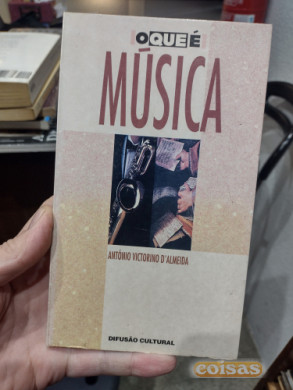 O QUE É
MÚSICA
ANTÓNIO VICTORINO D'ALMEIDA
DIFUSÃO CULTURAL
coisas